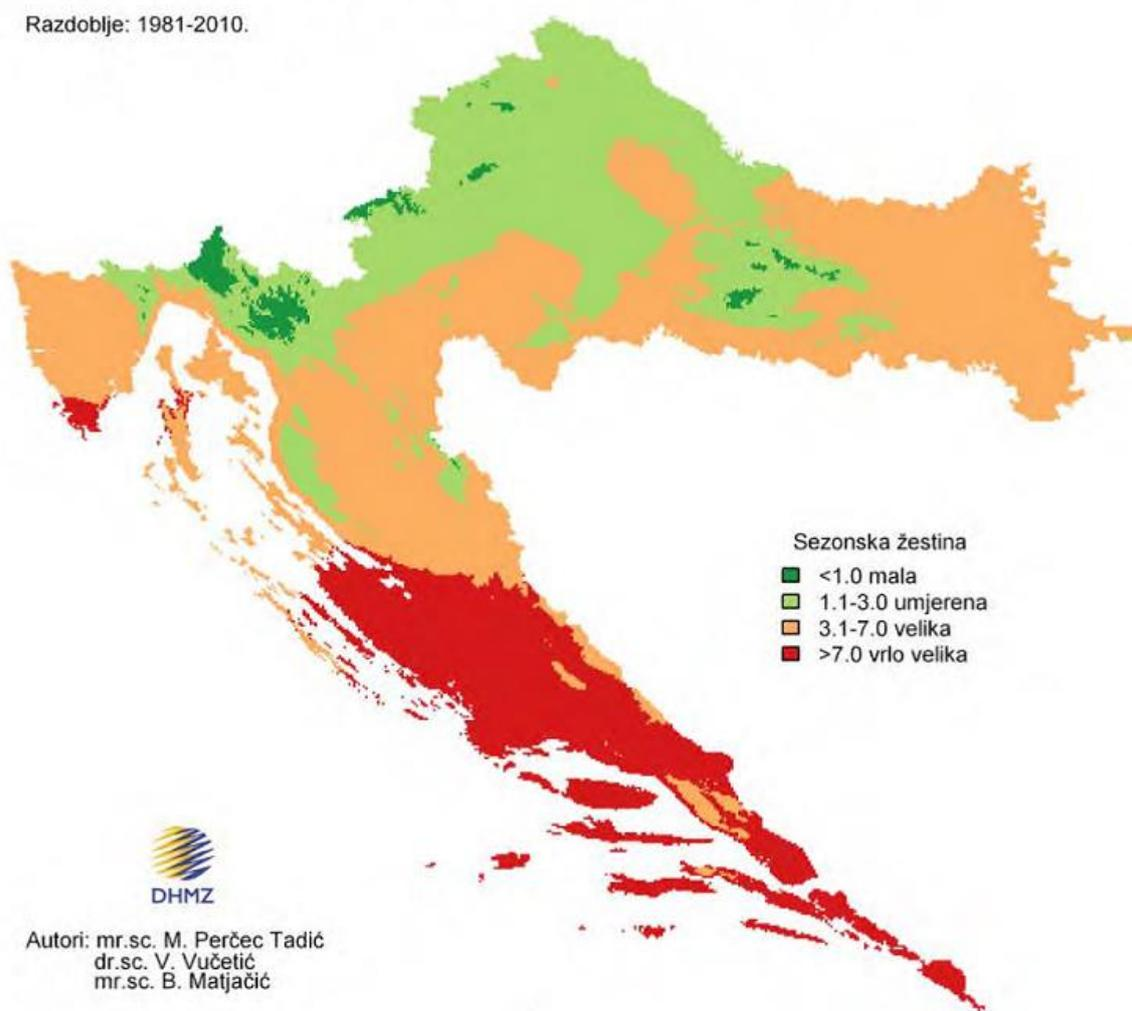 Razdoblje: 1981-2010.
Sezonska žestina
<1.0 mala
1.1-3.0 umjerena
3.1-7.0 velika
>7.0 vrlo velika
DHMZ
Autori: mr.sc. M. Perčec Tadić
dr.sc. V. Vučetić
mr.sc. B. Matjačić